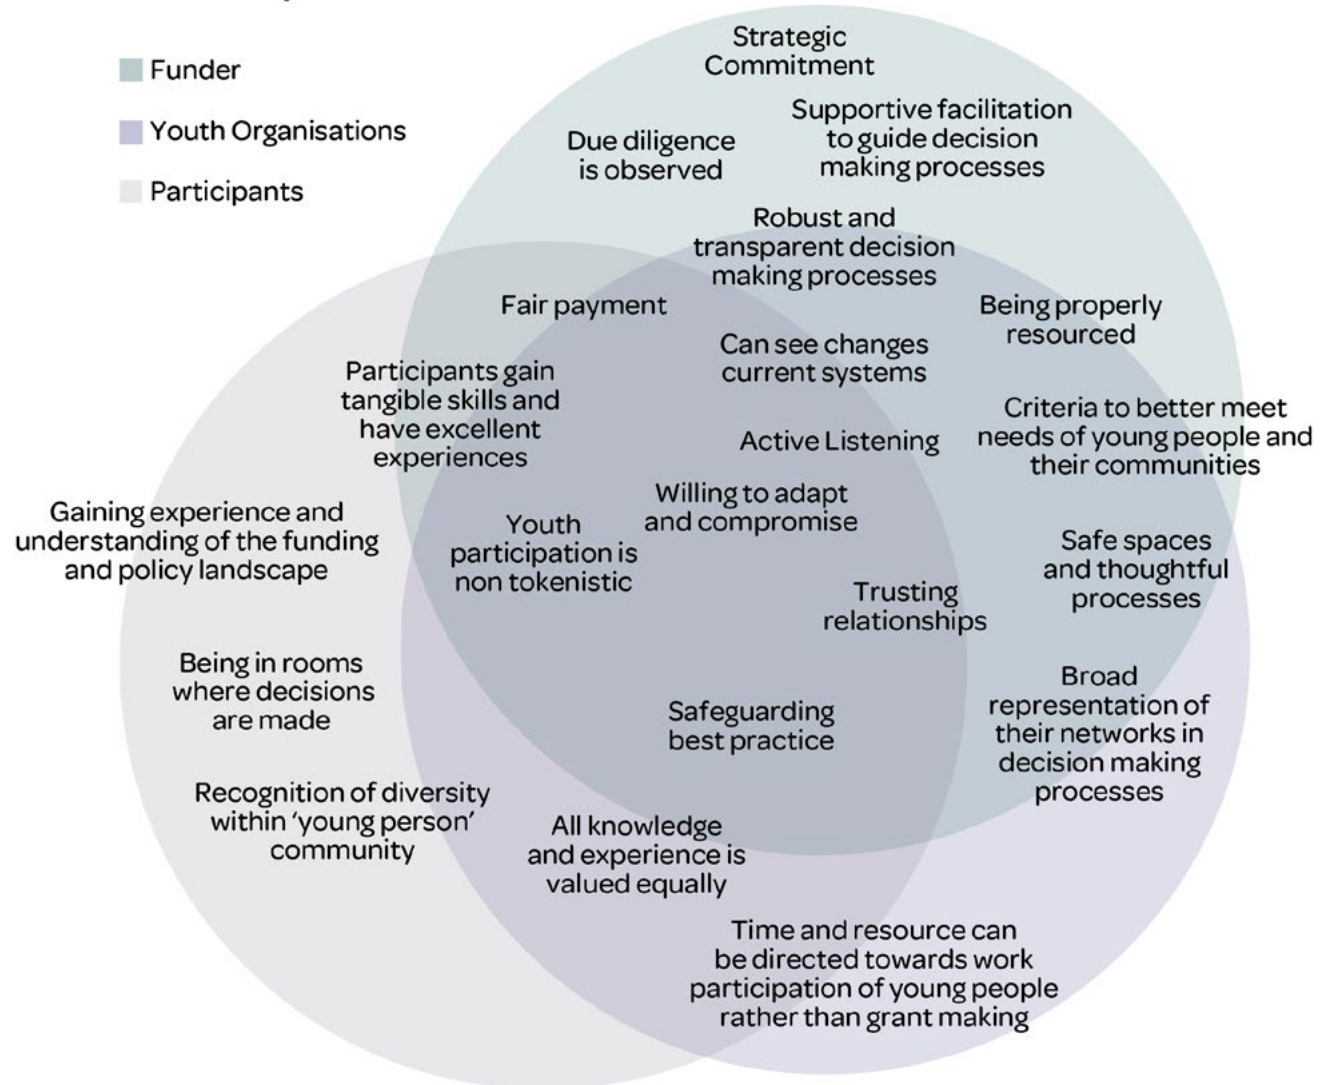 Funder
Youth Organisations
Participants
Strategic
Commitment
Supportive facilitation
to guide decision
making processes
Due diligence
is observed
Robust and
transparent decision
making processes
Fair payment
Being properly
resourced
Can see changes
current systems
Participants gain
tangible skills and
have excellent
experiences
Criteria to better meet
needs of young people and
their communities
Active Listening
Willing to adapt
and compromise
Gaining experience and
understanding of the funding
and policy landscape
Youth
participation is
non tokenistic
Safe spaces
and thoughtful
processes
Trusting
relationships
Being in rooms
where decisions
are made
Broad
representation of
their networks in
decision making
processes
Safeguarding
best practice
Recognition of diversity
within ‘young person’
community
All knowledge
and experience is
valued equally
Time and resource can
be directed towards work
participation of young people
rather than grant making